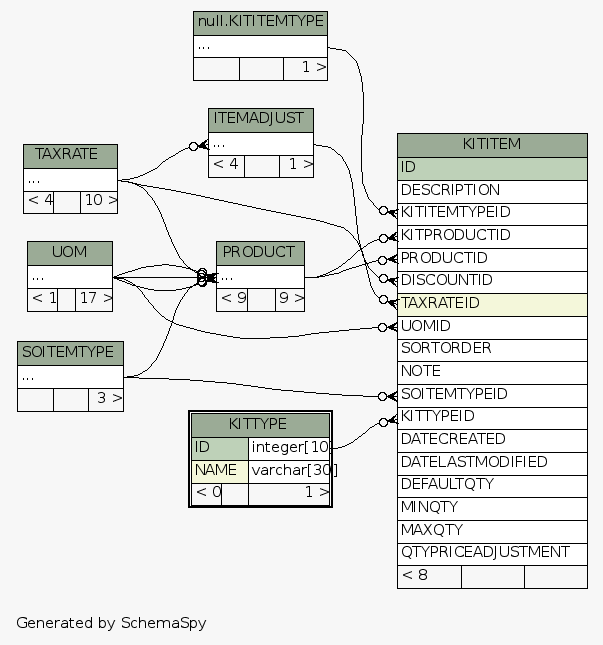 null.KITITEMTYPE
...
1 >
ITEMADJUST
...
< 4 1 >
TAXRATE
...
< 4 10 >
UOM
...
< 1 17 >
PRODUCT
...
< 9 9 >
SOITEMTYPE
...
3 >
KITTYPE
ID integer[10]
NAME varchar[30]
< 0 1 >
KITITEM
ID
DESCRIPTION
KITITEMTYPEID
KITPRODUCTID
PRODUCTID
DISCOUNTID
TAXRATEID
UOMID
SORTORDER
NOTE
SOITEMTYPEID
KITTYPEID
DATECREATED
DATELASTMODIFIED
DEFAULTQTY
MINQTY
MAXQTY
QTYPRICEADJUSTMENT
< 8
Generated by SchemaSpy